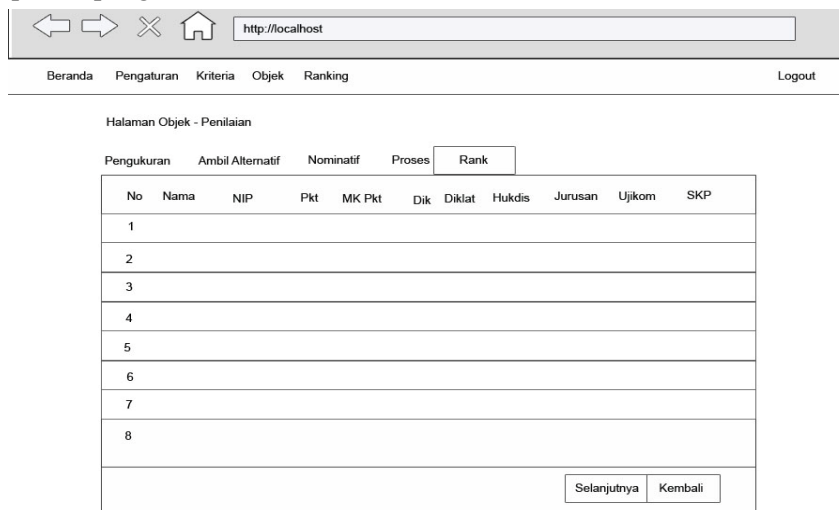 http://localhost
Beranda Pengaturan Kriteria Objek Ranking Logout
Halaman Objek - Penilaian
Pengukuran Ambil Alternatif Nominatif Proses Rank
No Nama NIP Pkt MK Pkt Dik Diklat Hukdis Jurusan Ujikom SKP
1
2
3
4
5
6
7
8
Selanjutnya Kembali